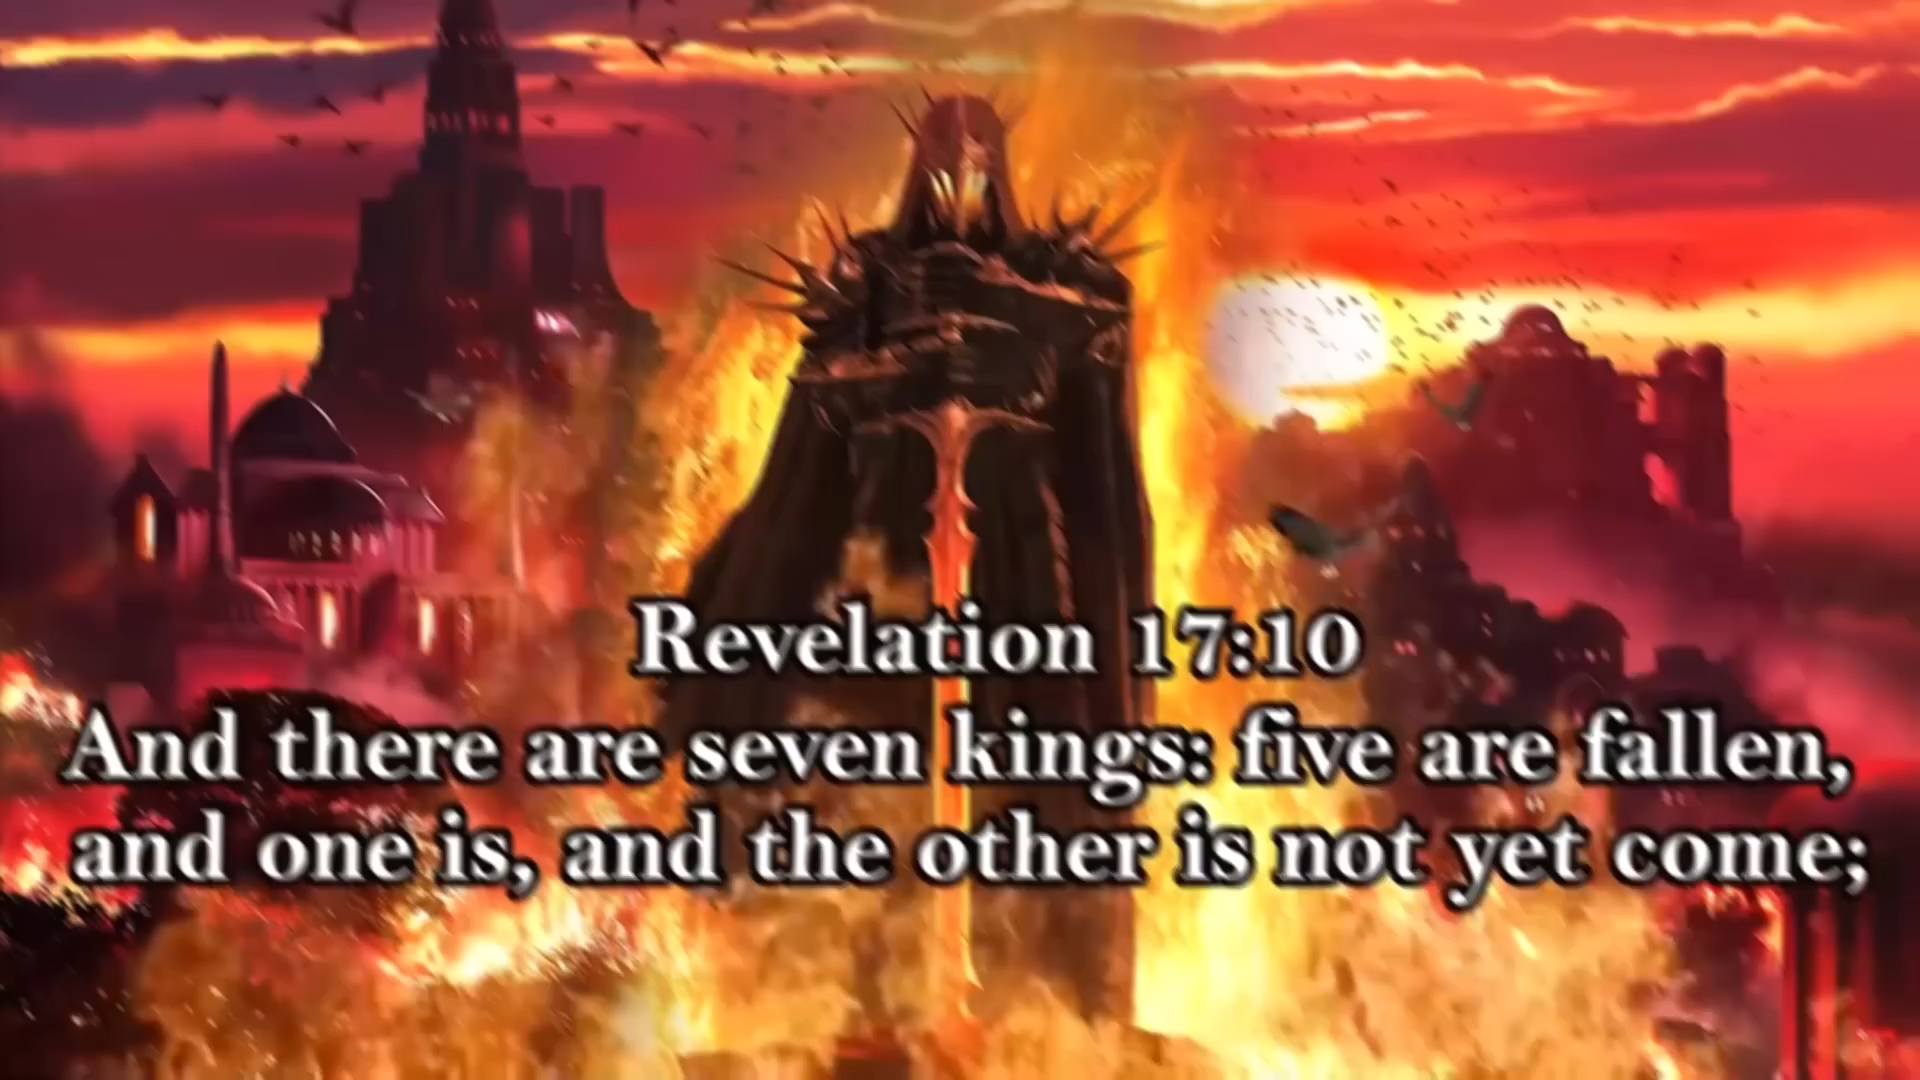 Revelation 17:10
And there are seven kings: five are fallen,
and one is, and the other is not yet come;